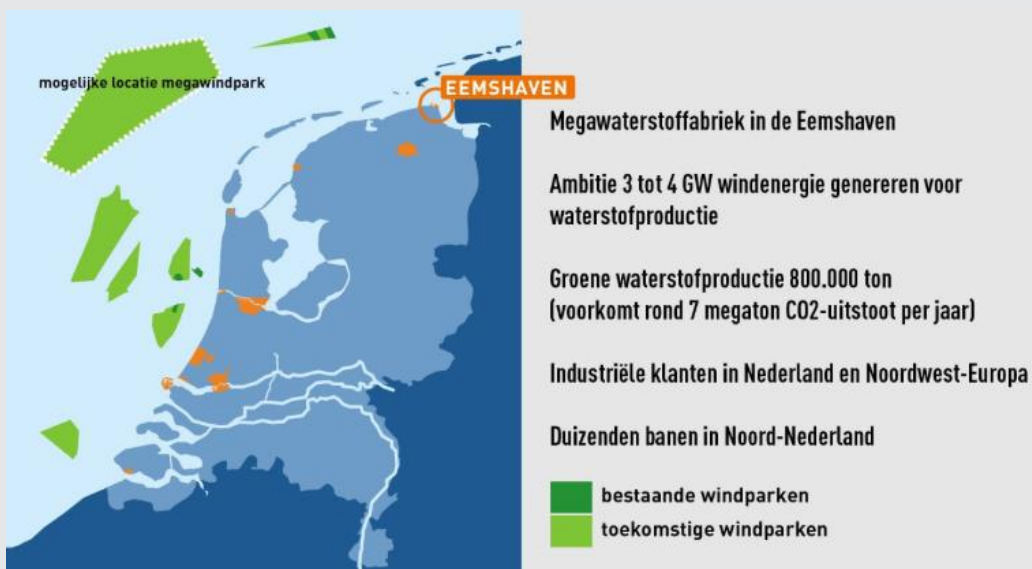 mogelijke locatie megawindpark
EEMSHAVEN
Megawaterstoffabriek in de Eemshaven
Ambitie 3 tot 4 GW windenergie genereren voor
waterstofproductie
Groene waterstofproductie 800.000 ton
(voorkomt rond 7 megaton CO2-uitstoot per jaar)
Industriële klanten in Nederland en Noordwest-Europa
Duizenden banen in Noord-Nederland
bestaande windparken
toekomstige windparken